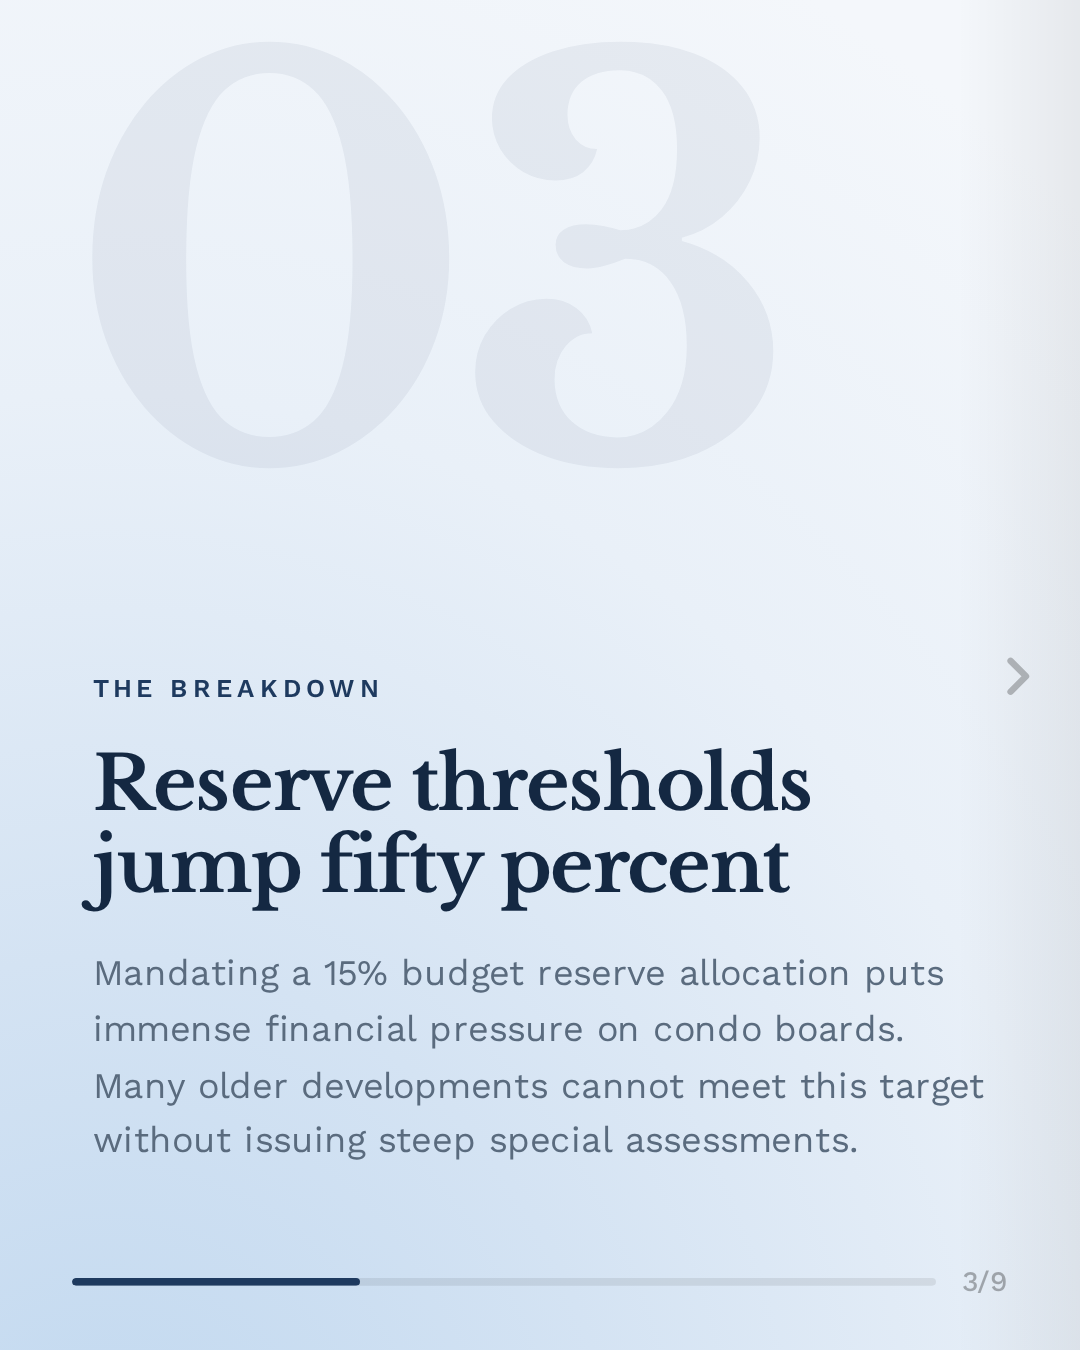 03
THE BREAKDOWN
Reserve thresholds
jump fifty percent
Mandating a 15% budget reserve allocation puts
immense financial pressure on condo boards.
Many older developments cannot meet this target
without issuing steep special assessments.
3/9